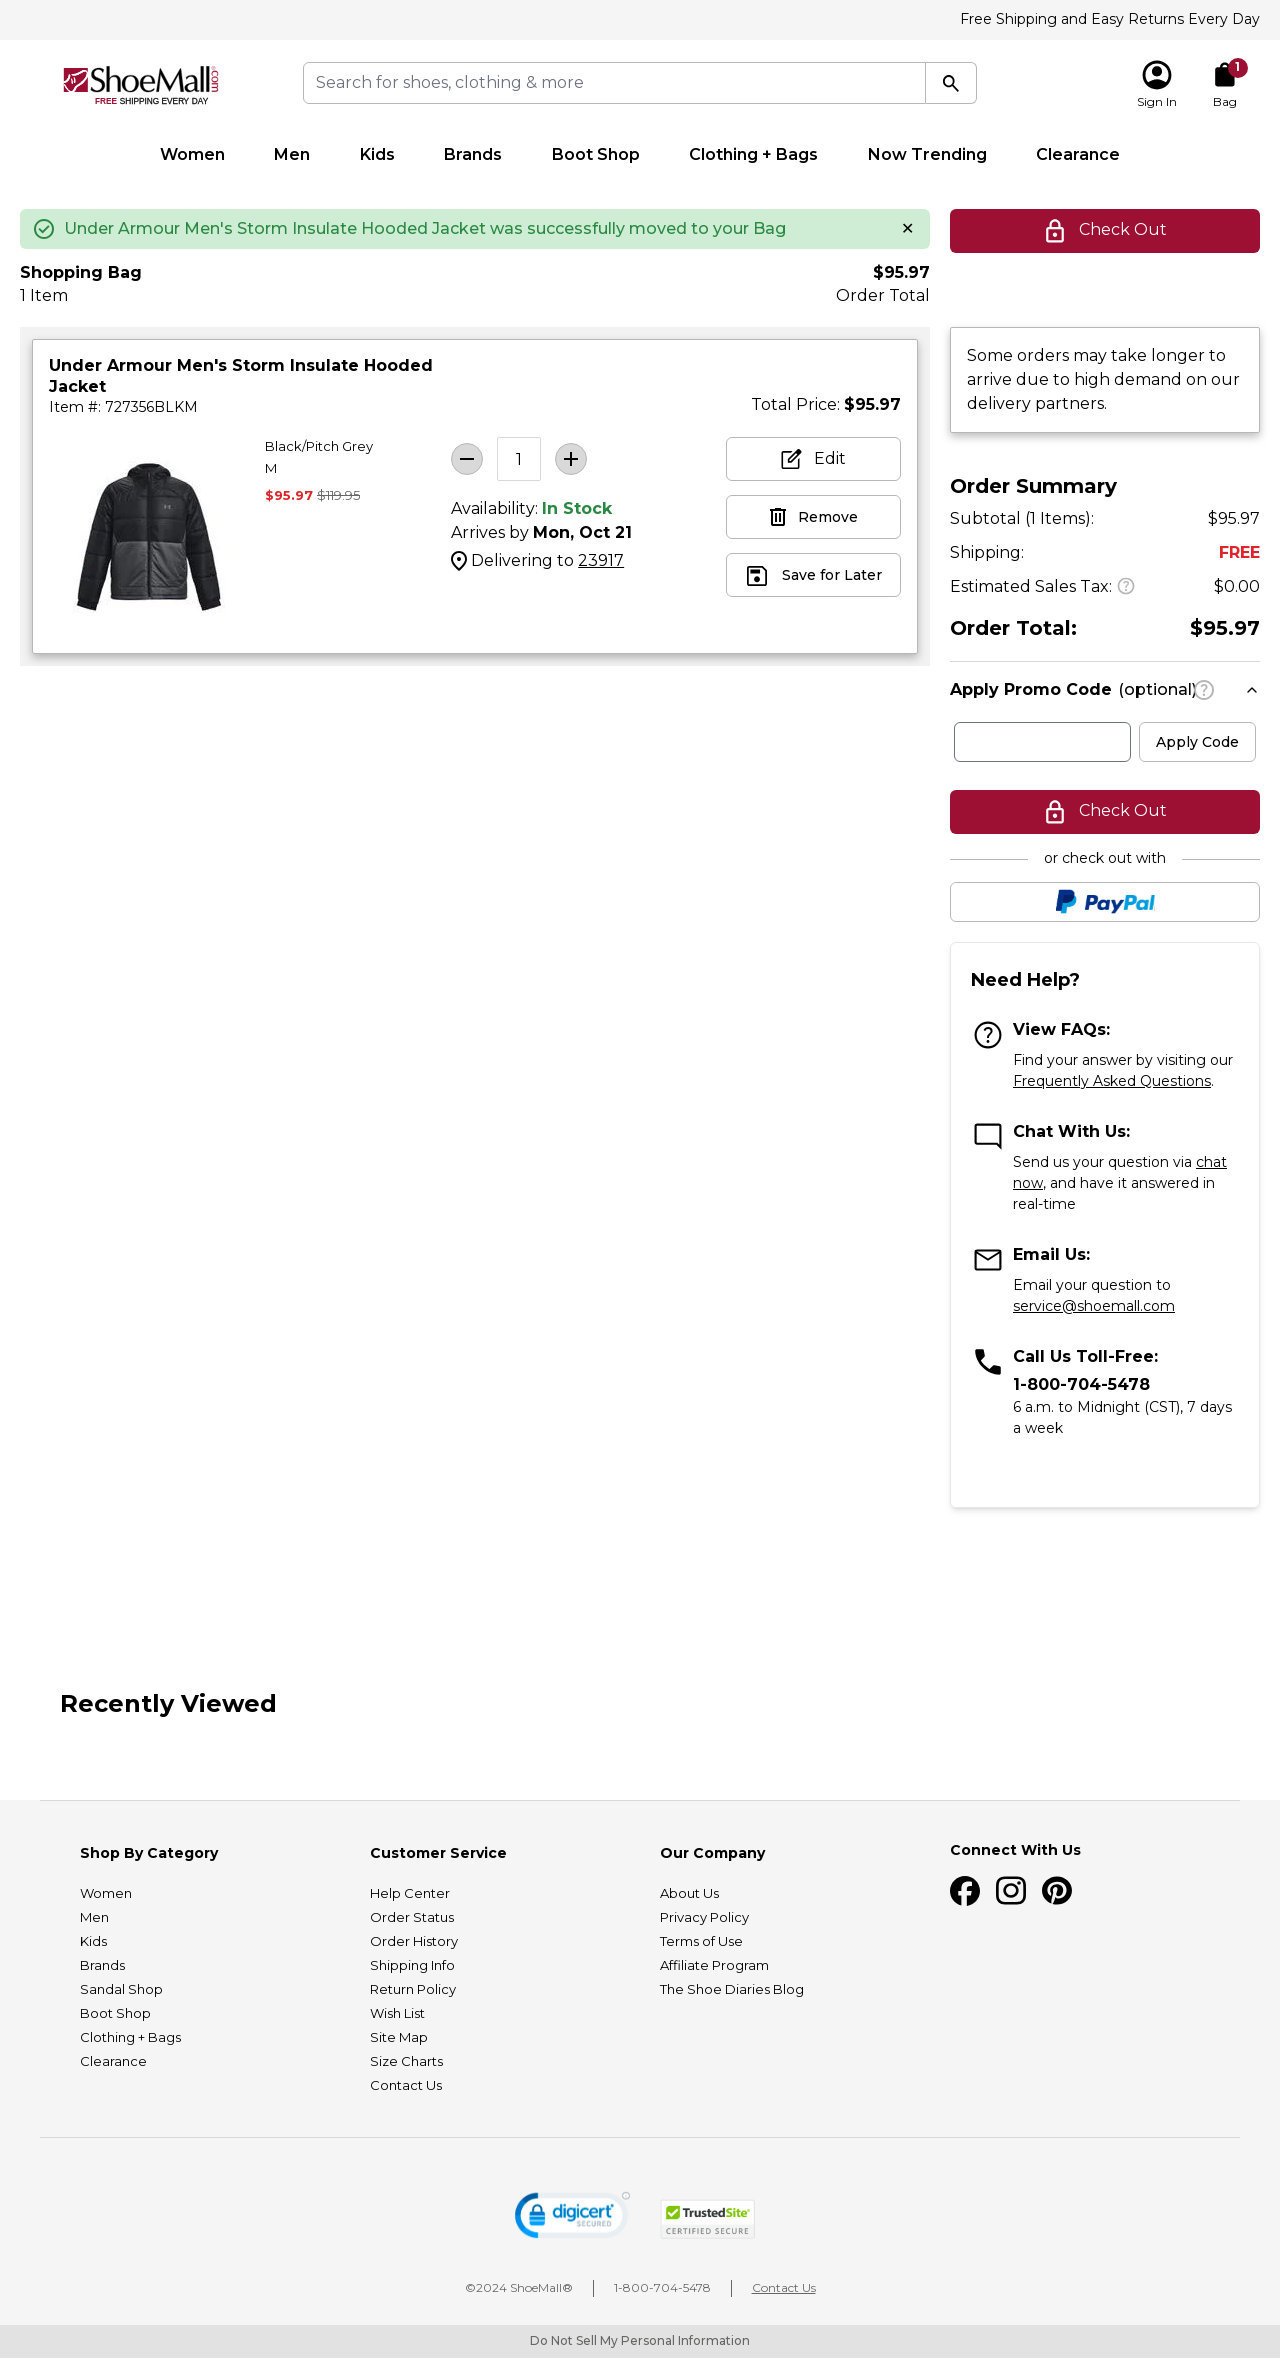 Free Shipping and Easy Returns Every Day
ShoeMall.com
FREE SHIPPING EVERY DAY
Search for shoes, clothing & more
Sign In
1
Bag
Women Men Kids Brands Boot Shop Clothing + Bags Now Trending Clearance
Under Armour Men's Storm Insulate Hooded Jacket was successfully moved to your Bag
Check Out
Shopping Bag $95.97
1 Item Order Total
Under Armour Men's Storm Insulate Hooded
Jacket
Item #: 727356BLKM
Total Price: $95.97
Black/Pitch Grey
M
$95.97 $119.95
1
Availability: In Stock
Arrives by Mon, Oct 21
Delivering to 23917
Edit
Remove
Save for Later
Some orders may take longer to
arrive due to high demand on our
delivery partners.
Order Summary
Subtotal (1 Items): $95.97
Shipping: FREE
Estimated Sales Tax: ? $0.00
Order Total: $95.97
Apply Promo Code (optional) ?
Apply Code
Check Out
or check out with
PayPal
Need Help?
View FAQs:
Find your answer by visiting our
Frequently Asked Questions.
Chat With Us:
Send us your question via chat
now, and have it answered in
real-time
Email Us:
Email your question to
service@shoemall.com
Call Us Toll-Free:
1-800-704-5478
6 a.m. to Midnight (CST), 7 days
a week
Recently Viewed
Shop By Category
Women
Men
Kids
Brands
Sandal Shop
Boot Shop
Clothing + Bags
Clearance
Customer Service
Help Center
Order Status
Order History
Shipping Info
Return Policy
Wish List
Site Map
Size Charts
Contact Us
Our Company
About Us
Privacy Policy
Terms of Use
Affiliate Program
The Shoe Diaries Blog
Connect With Us
digicert
SECURED
TrustedSite
CERTIFIED SECURE
©2024 ShoeMall® 1-800-704-5478 Contact Us
Do Not Sell My Personal Information